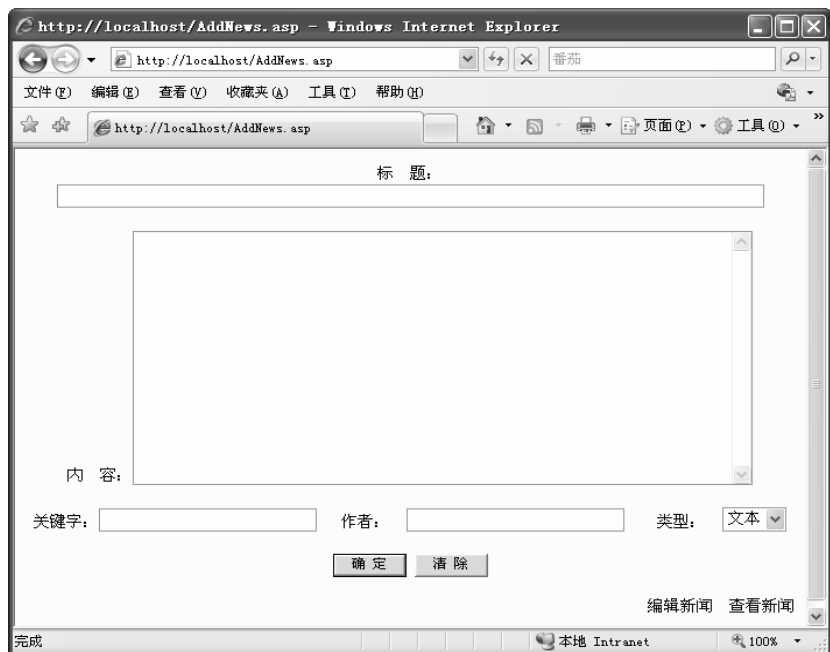 http://localhost/AddNews.asp - Windows Internet Explorer
http://localhost/AddNews.asp 番茄
文件(F) 编辑(E) 查看(V) 收藏夹(A) 工具(T) 帮助(H)
http://localhost/AddNews.asp 页面(P) 工具(O)
标 题：
内 容：
关键字： 作者： 类型： 文本
确 定 清 除
编辑新闻 查看新闻
完成 本地 Intranet 100%